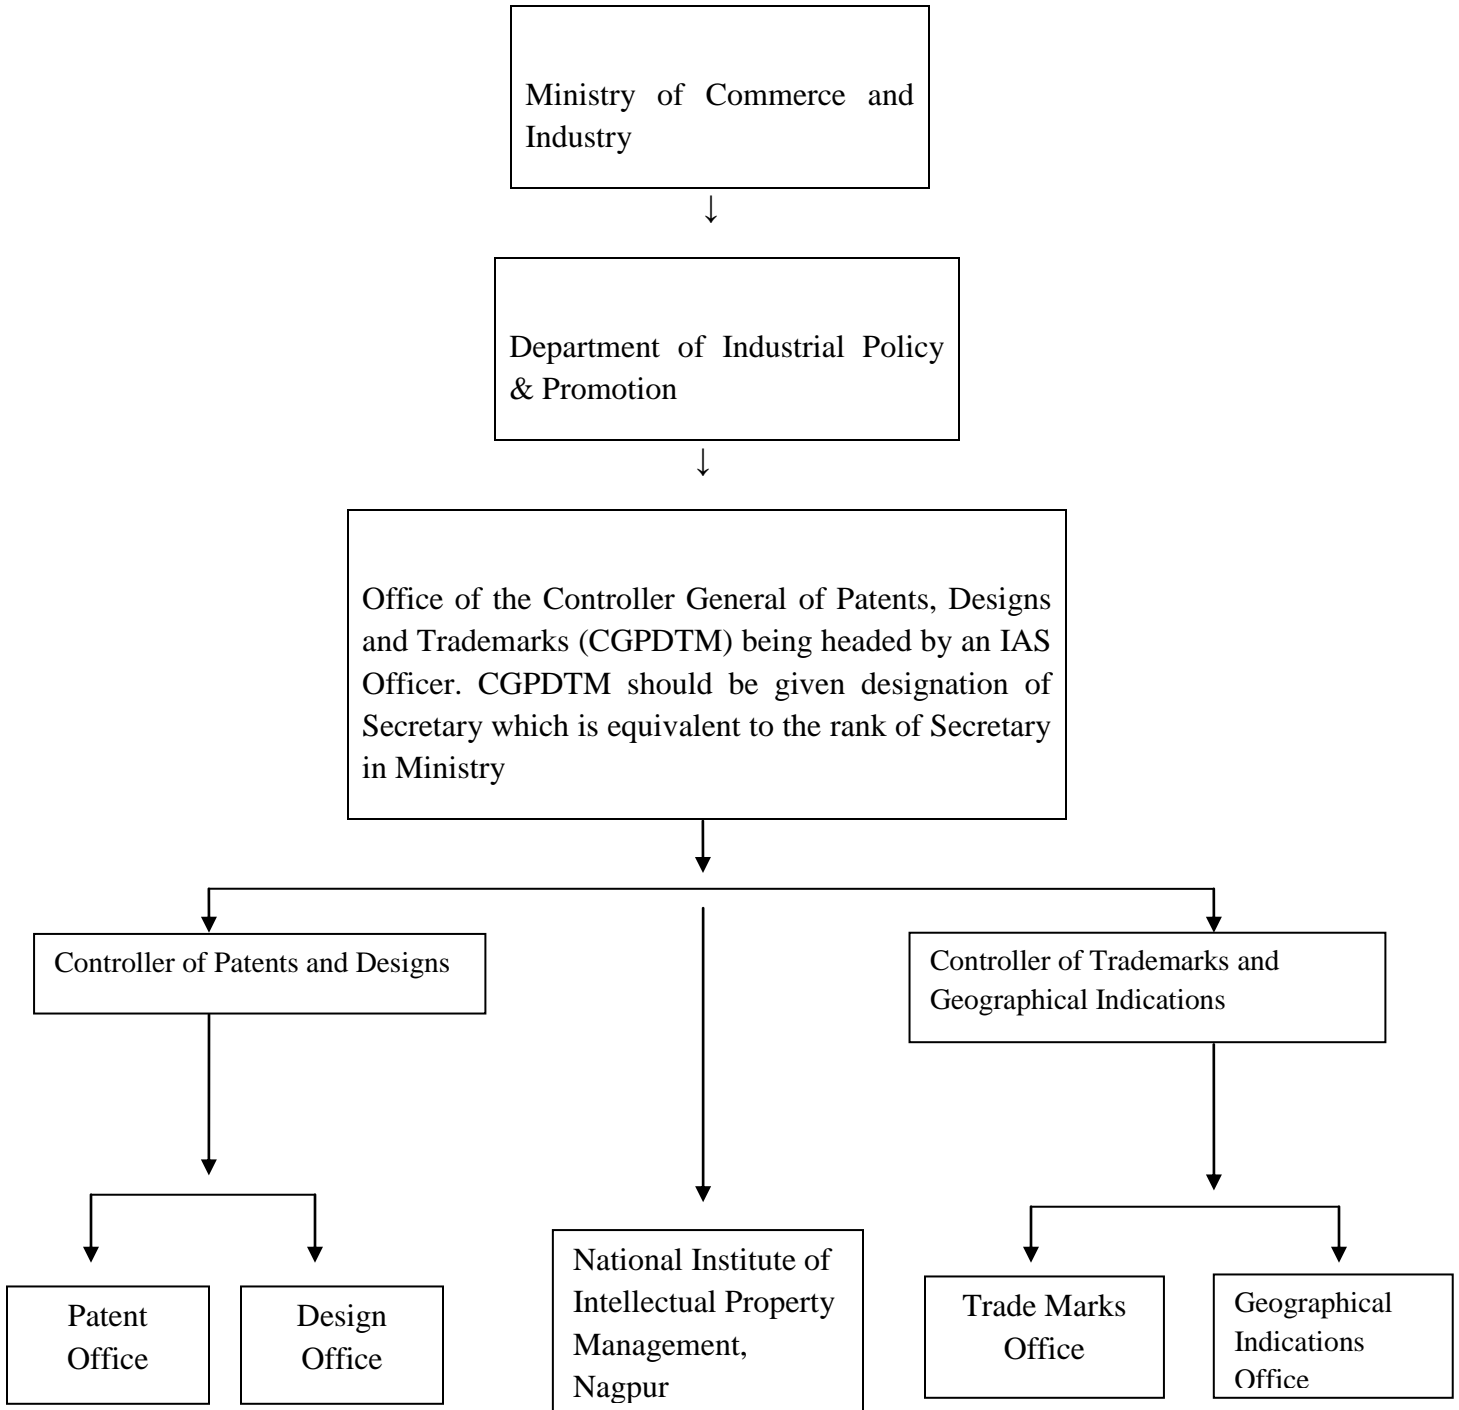 Ministry of Commerce and
Industry
↓
Department of Industrial Policy
& Promotion
↓
Office of the Controller General of Patents, Designs
and Trademarks (CGPDTM) being headed by an IAS
Officer. CGPDTM should be given designation of
Secretary which is equivalent to the rank of Secretary
in Ministry
Controller of Patents and Designs
Controller of Trademarks and
Geographical Indications
Patent
Office
Design
Office
National Institute of
Intellectual Property
Management,
Nagpur
Trade Marks
Office
Geographical
Indications
Office